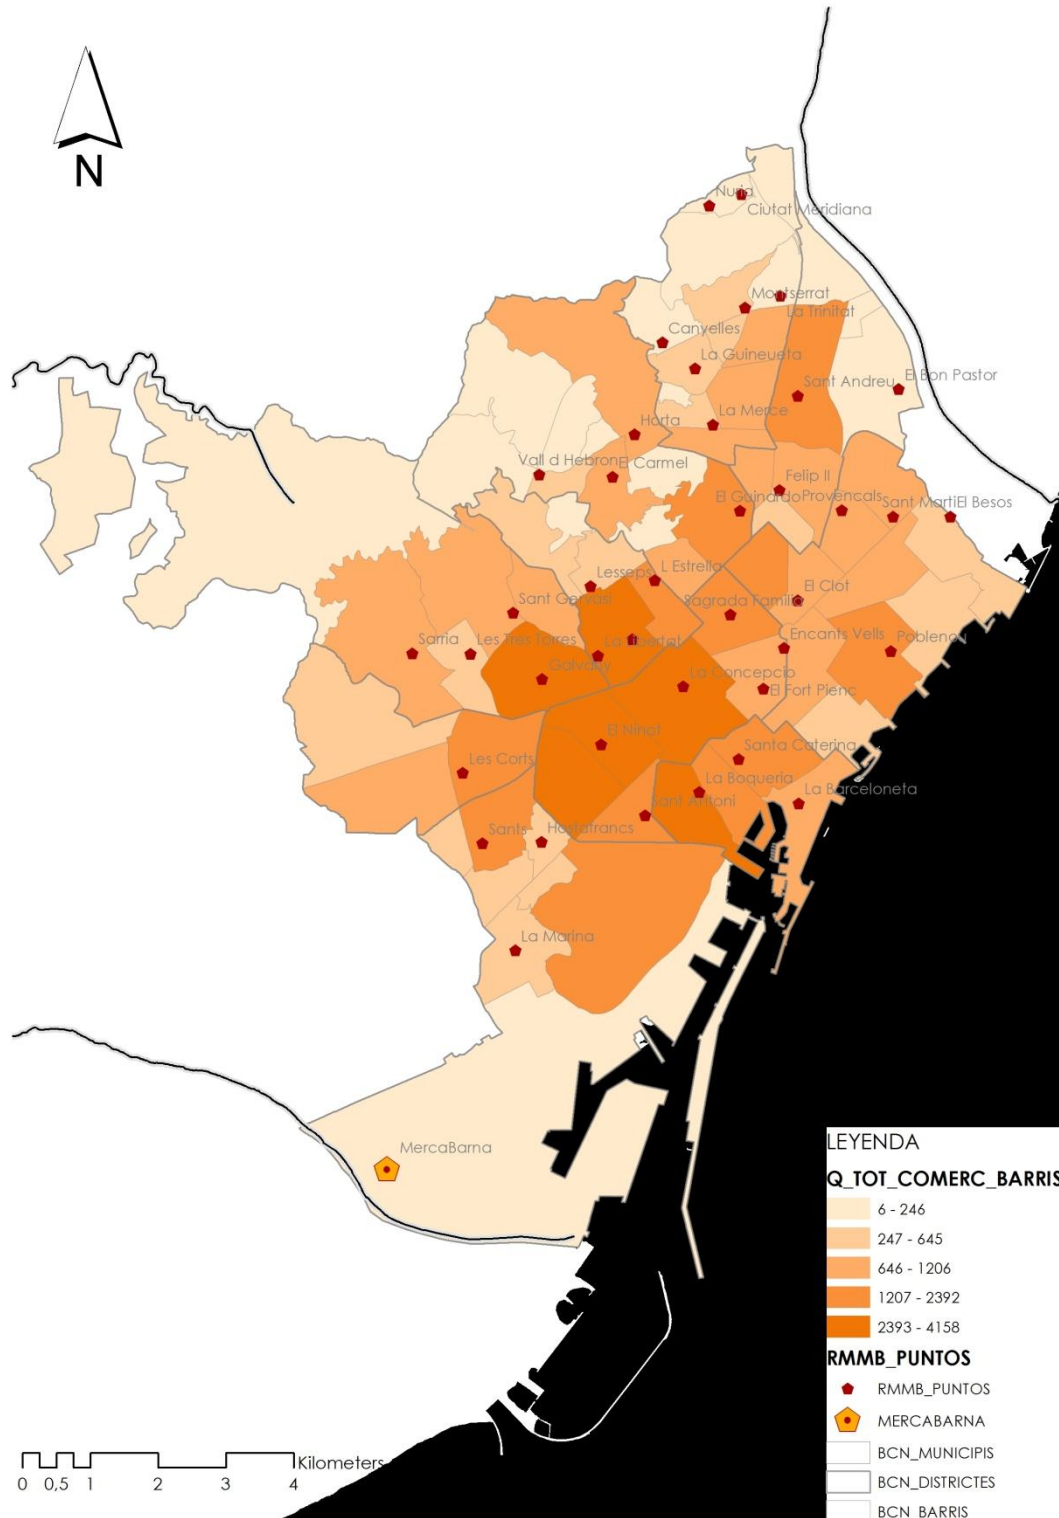 N
Nuria
Ciutat Meridiana
Montserrat
La Trinitat
Canyelles
La Guineueta
Sant Andreu
El Bon Pastor
La Merce
Horta
Vall d Hebron
El Carmel
Felip II
El Guinardo
Provençals
Sant Marti
El Besos
Lesseps
L Estrella
Sant Gervasi
Sagrada Familia
El Clot
Sarria
Les Tres Torres
La Libertat
Encants Vells
Poblenou
Galvany
La Concepcio
El Fort Pienc
El Ninot
Santa Caterina
Les Corts
La Boqueria
La Barceloneta
Sant Antoni
Sants
Hostafrancs
La Marina
MercaBarna
LEYENDA
Q_TOT_COMERC_BARRIS
6 - 246
247 - 645
646 - 1206
1207 - 2392
2393 - 4158
RMMB_PUNTOS
RMMB_PUNTOS
MERCABARNA
BCN_MUNICIPIS
BCN_DISTRICTES
BCN_BARRIS
Kilometers
0 0,5 1 2 3 4